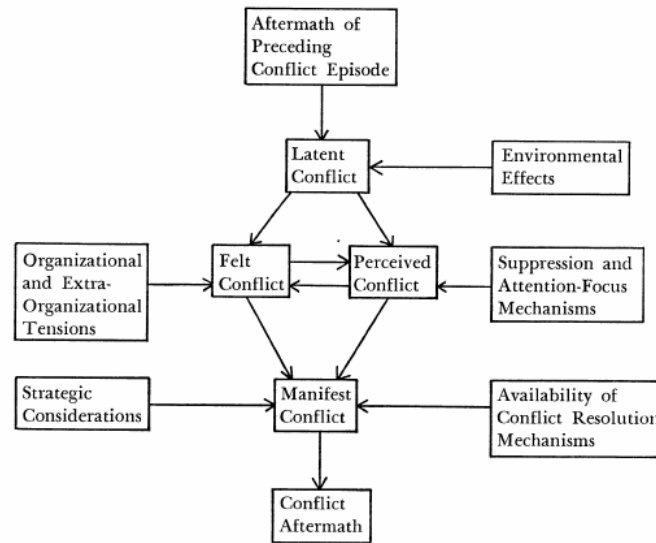 Aftermath of
Preceding
Conflict Episode
Latent
Conflict
Environmental
Effects
Organizational
and Extra-
Organizational
Tensions
Felt
Conflict
Perceived
Conflict
Suppression and
Attention-Focus
Mechanisms
Strategic
Considerations
Manifest
Conflict
Availability of
Conflict Resolution
Mechanisms
Conflict
Aftermath